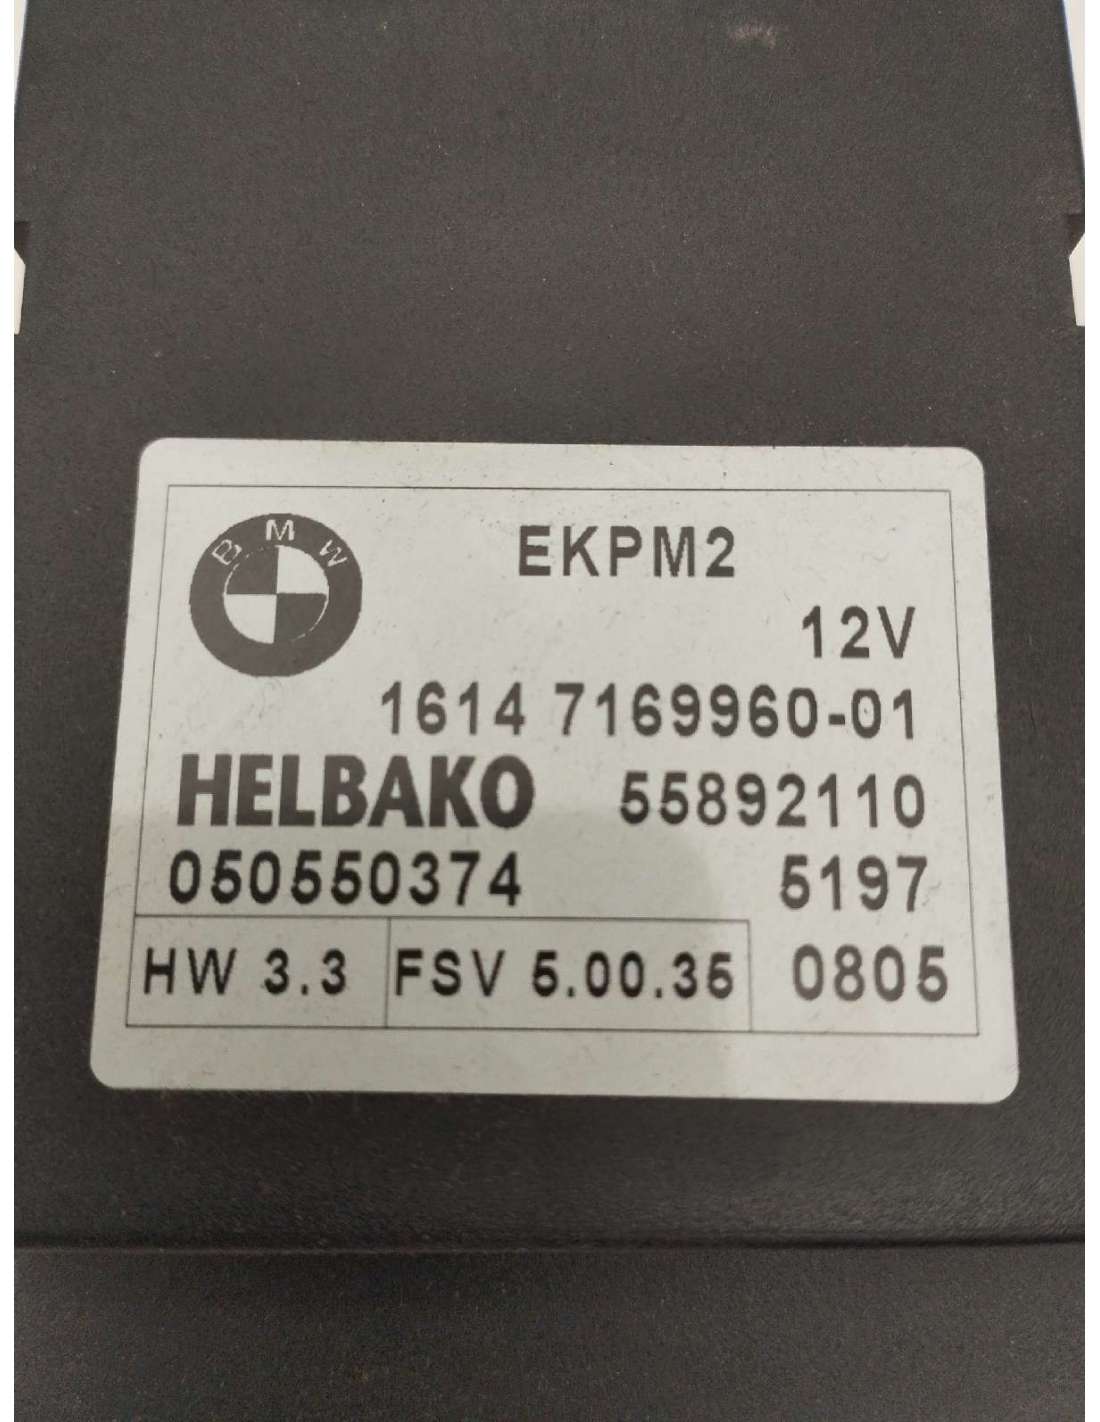 BMW
EKPM2
12V
1614 7169960-01
HELBAKO 55892110
050550374 5197
HW 3.3 FSV 5.00.35 0805